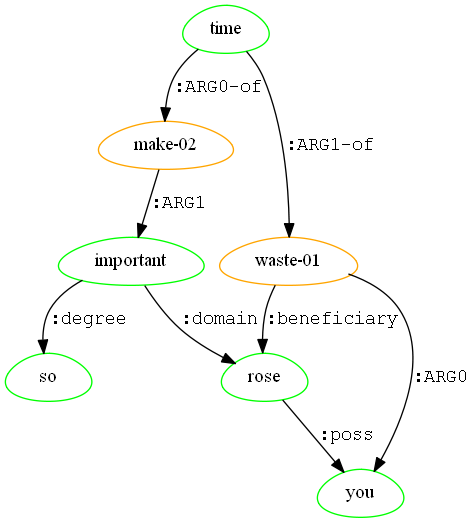 time
:ARG0-of
make-02
:ARG1-of
:ARG1
important
waste-01
:degree
:domain
:beneficiary
so
rose
:ARG0
:poss
you